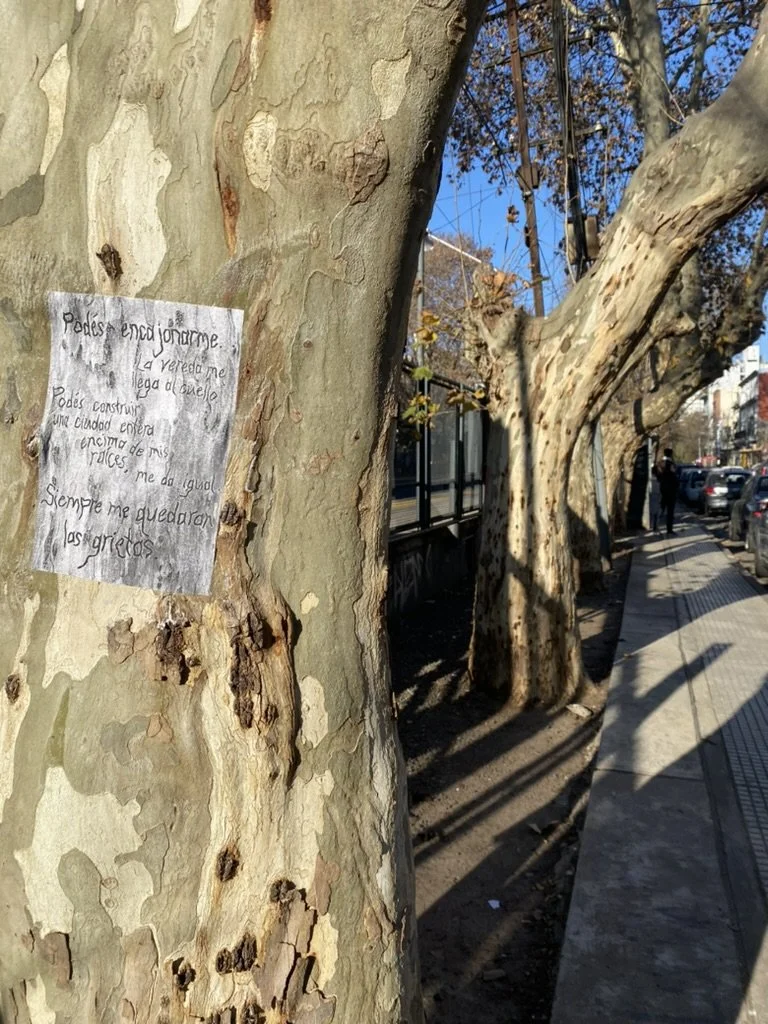 Podés encajonarme.
La vereda me
llega al cuello
Podés construir
una ciudad entera
encima de mis
raíces, me da igual
Siempre me quedarán
las grietas.